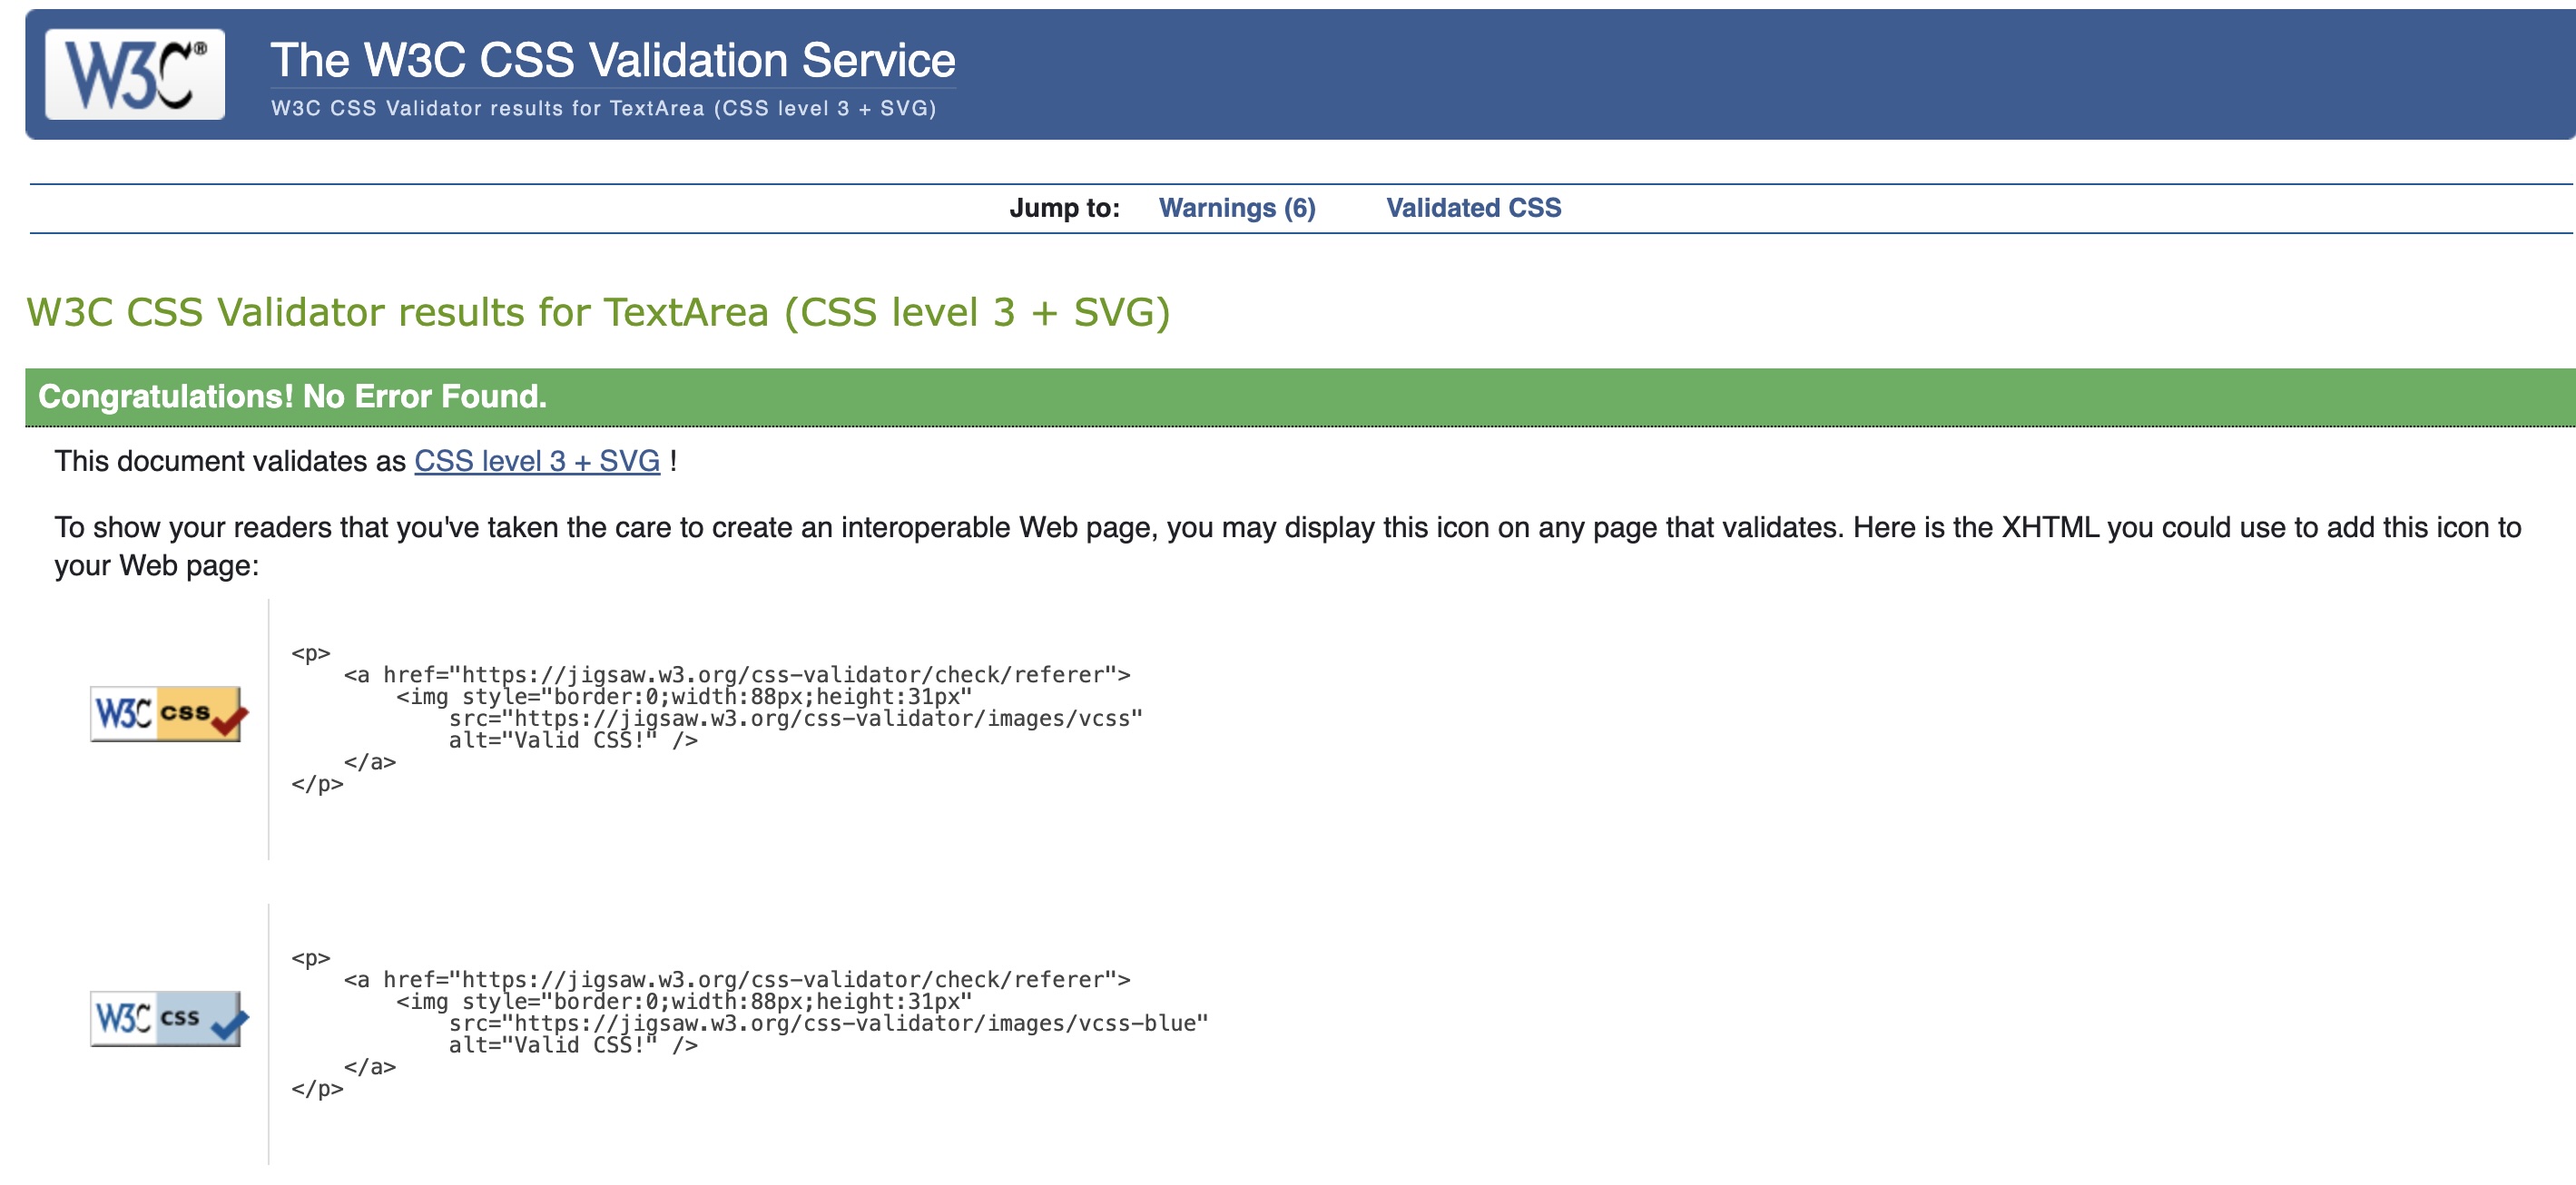 W3C®
The W3C CSS Validation Service
W3C CSS Validator results for TextArea (CSS level 3 + SVG)
Jump to: Warnings (6) Validated CSS
W3C CSS Validator results for TextArea (CSS level 3 + SVG)
Congratulations! No Error Found.
This document validates as CSS level 3 + SVG !
To show your readers that you've taken the care to create an interoperable Web page, you may display this icon on any page that validates. Here is the XHTML you could use to add this icon to
your Web page:
W3C css
<p>
    <a href="https://jigsaw.w3.org/css-validator/check/referer">
        <img style="border:0;width:88px;height:31px"
            src="https://jigsaw.w3.org/css-validator/images/vcss"
            alt="Valid CSS!" />
    </a>
</p>
W3C css
<p>
    <a href="https://jigsaw.w3.org/css-validator/check/referer">
        <img style="border:0;width:88px;height:31px"
            src="https://jigsaw.w3.org/css-validator/images/vcss-blue"
            alt="Valid CSS!" />
    </a>
</p>